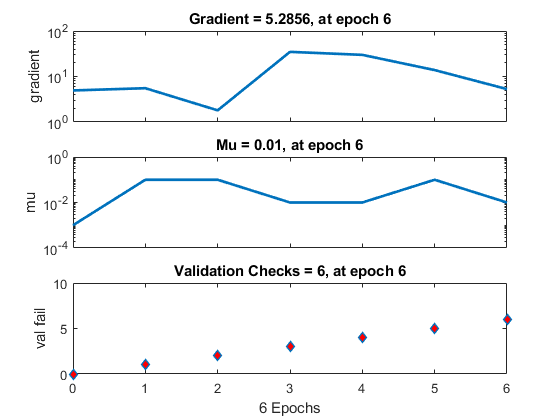 Gradient = 5.2856, at epoch 6
10^2
10^1
10^0
gradient
Mu = 0.01, at epoch 6
10^0
10^-2
10^-4
mu
Validation Checks = 6, at epoch 6
10
5
0
val fail
0 1 2 3 4 5 6
6 Epochs